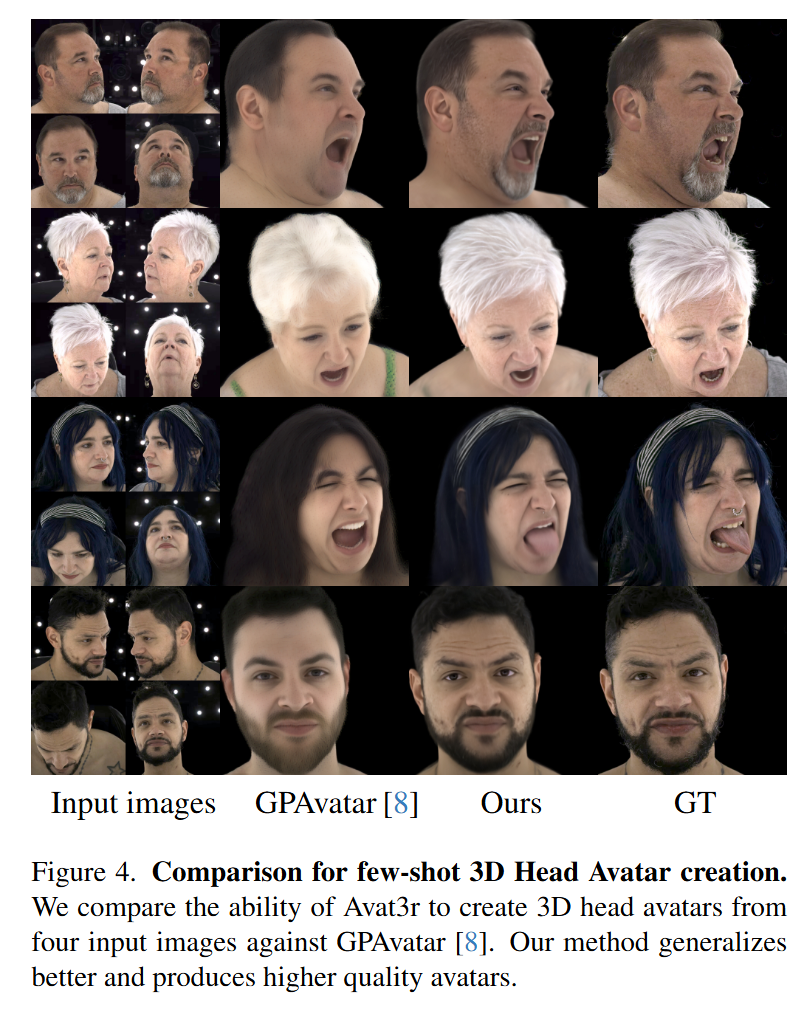 Input images GPAvatar [8] Ours GT
Figure 4. Comparison for few-shot 3D Head Avatar creation.
We compare the ability of Avat3r to create 3D head avatars from
four input images against GPAvatar [8]. Our method generalizes
better and produces higher quality avatars.